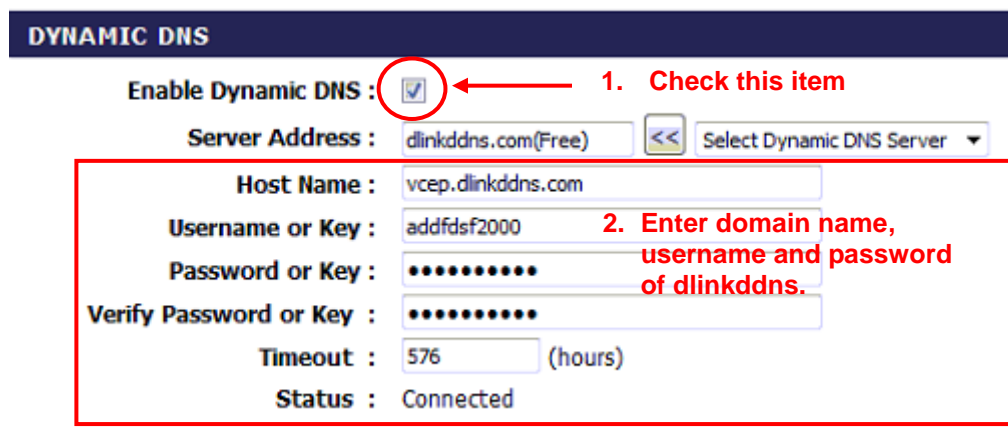 DYNAMIC DNS
Enable Dynamic DNS :
1. Check this item
Server Address : dlinkddns.com(Free) << Select Dynamic DNS Server
Host Name : vcep.dlinkddns.com
Username or Key : addfdsf2000
2. Enter domain name,
username and password
of dlinkddns.
Password or Key : ••••••••••
Verify Password or Key : ••••••••••
Timeout : 576 (hours)
Status : Connected